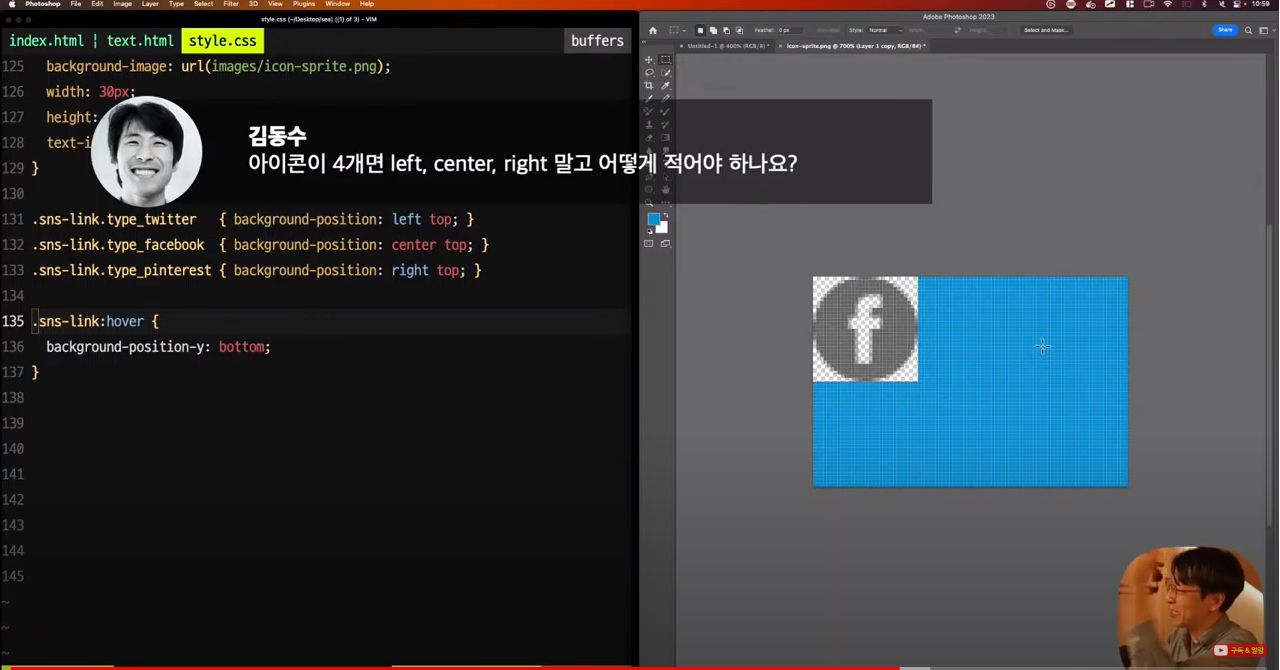 Photoshop File Edit Image Layer Type Select Filter 3D View Plugins Window Help
10:59
style.css (~/Desktop/sea) ((1) of 3) - VIM
Adobe Photoshop 2023
Feather: 0 px
Style: Normal
Select and Mask...
Share
index.html | text.html style.css buffers
Untitled-1 @ 400% (RGB/8) *
icon-sprite.png @ 700% (Layer 1 copy, RGB/8#) *
125 background-image: url(images/icon-sprite.png);
126 width: 30px;
127 height:
128 text-i
129 }
130
김동수
아이콘이 4개면 left, center, right 말고 어떻게 적어야 하나요?
131 .sns-link.type_twitter { background-position: left top; }
132 .sns-link.type_facebook { background-position: center top; }
133 .sns-link.type_pinterest { background-position: right top; }
134
135 .sns-link:hover {
136 background-position-y: bottom;
137 }
138
139
140
141
142
143
144
145
~
~
~
f
구독 & 알람